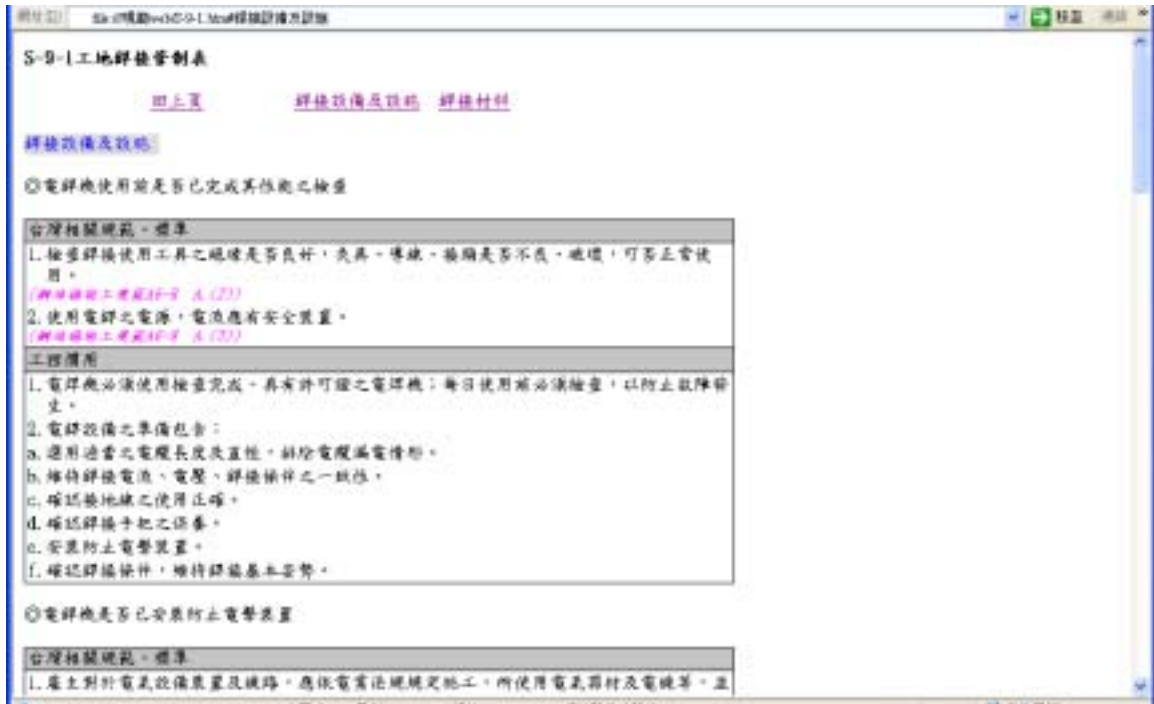 S-9-1工地銲接管制表
回上頁 銲接設備及設施 銲接材料
銲接設備及設施
◎電銲機使用前是否已完成其性能之檢查
台灣相關規範、標準
1.檢查銲接使用工具之絕緣是否良好,夾具、導線、接頭是否不良、破壞,可否正常使
用。
2.使用電銲之電源,電流應有安全裝置。
1.電焊機必須使用檢查完成、具有許可證之電焊機;每日使用前必須檢查,以防止故障發
生。
2.電銲設備之準備包含:
a.選用適當之電纜長度及直徑,排除電纜漏電情形。
b.維持銲接電流、電壓、銲接條件之一致性。
c.確認接地線之使用正確。
d.確認銲接手把之保養。
e.安裝防止電擊裝置。
f.確認銲接條件,維持銲接基本姿勢。
◎電銲機是否已安裝防止電擊裝置
台灣相關規範、標準
1.雇主對於電氣設備裝置及線路,應依電業法規規定施工,所使用電氣器材及電線等,並